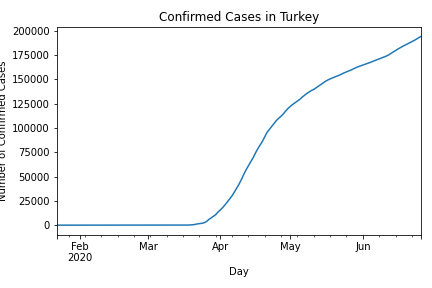 Confirmed Cases in Turkey
200000
175000
150000
125000
100000
75000
50000
25000
0
Number of Confirmed Cases
Feb
2020
Mar
Apr
May
Jun
Day